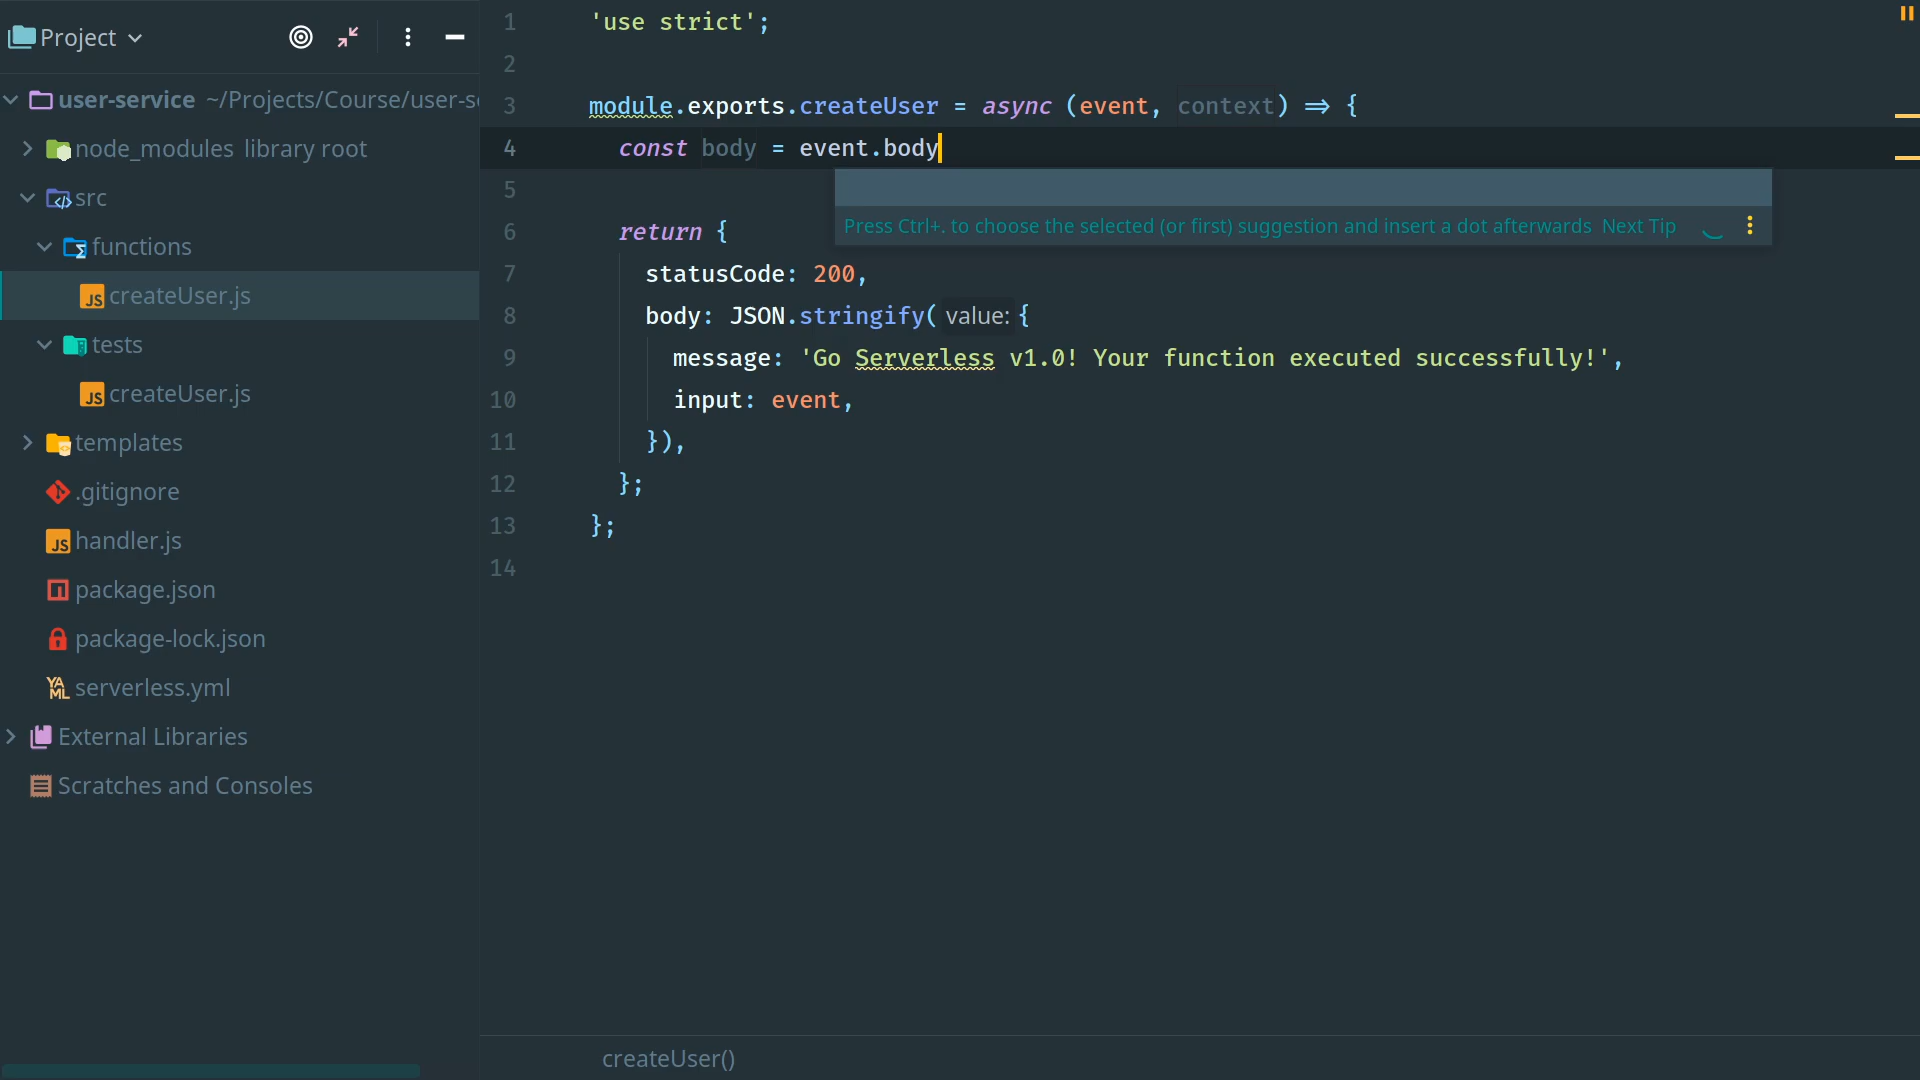 Project
user-service ~/Projects/Course/user-s
node_modules library root
src
functions
createUser.js
tests
createUser.js
templates
.gitignore
handler.js
package.json
package-lock.json
serverless.yml
External Libraries
Scratches and Consoles
1 'use strict';
2
3 module.exports.createUser = async (event, context) ⇒ {
4 const body = event.body
5
6 return {
7 statusCode: 200,
8 body: JSON.stringify( value: {
9 message: 'Go Serverless v1.0! Your function executed successfully!',
10 input: event,
11 }),
12 };
13 };
14
Press Ctrl+. to choose the selected (or first) suggestion and insert a dot afterwards Next Tip
createUser()